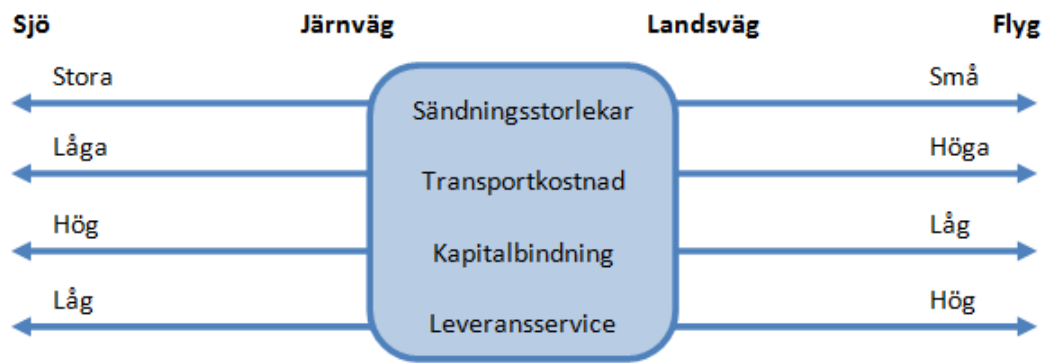 Sjö Järnväg Landsväg Flyg
Stora Små
Sändningsstorlekar
Låga Höga
Transportkostnad
Hög Låg
Kapitalbindning
Låg Hög
Leveransservice